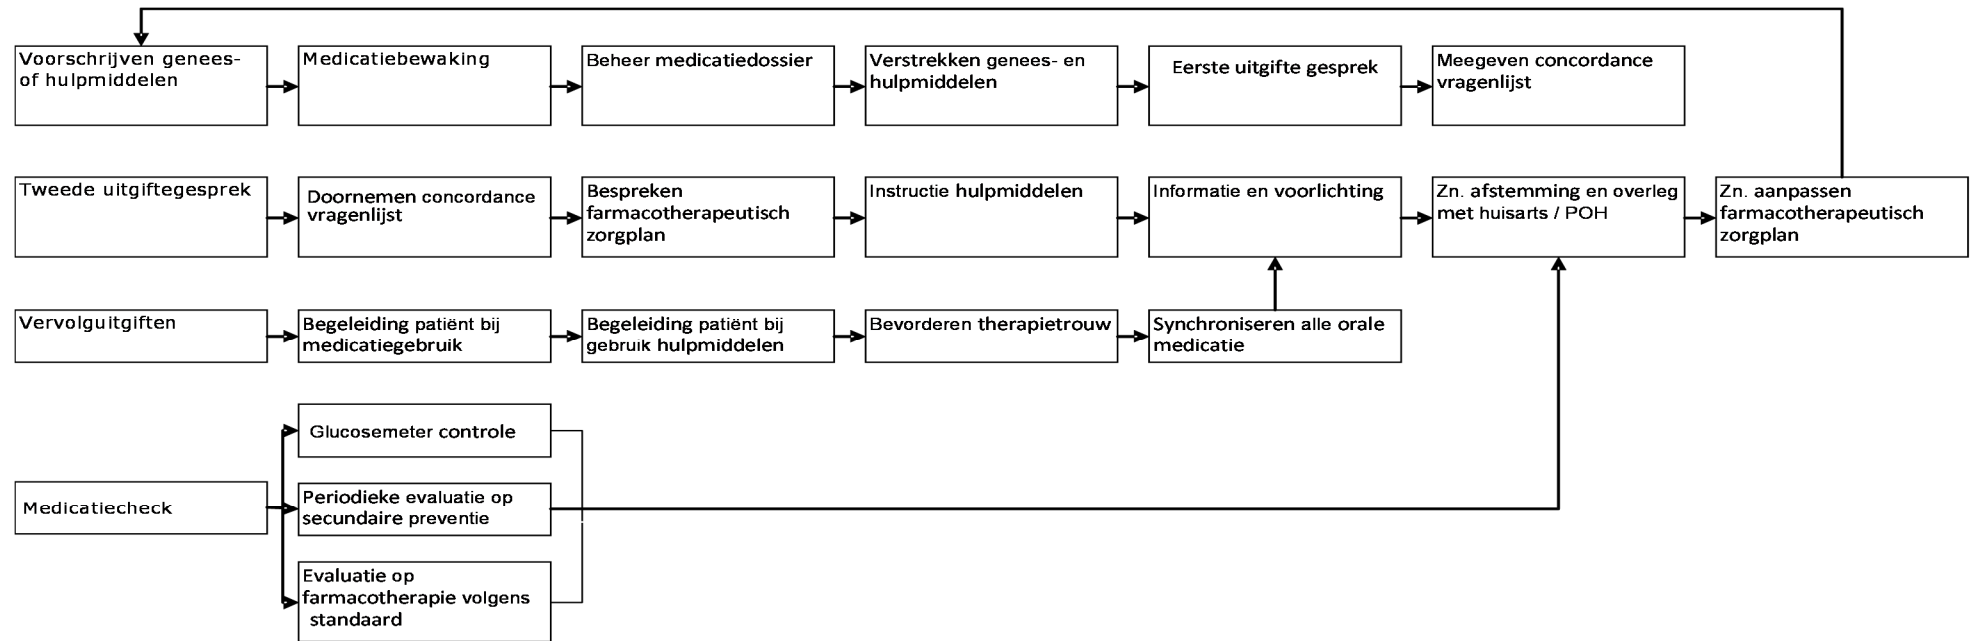 Voorschrijven genees-
of hulpmiddelen
Medicatiebewaking
Beheer medicatiedossier
Verstrekken genees- en
hulpmiddelen
Eerste uitgifte gesprek
Meegeven concordance
vragenlijst
Tweede uitgiftegesprek
Doornemen concordance
vragenlijst
Bespreken
farmacotherapeutisch
zorgplan
Instructie hulpmiddelen
Informatie en voorlichting
Zn. afstemming en overleg
met huisarts / POH
Zn. aanpassen
farmacotherapeutisch
zorgplan
Vervolguitgiften
Begeleiding patiënt bij
medicatiegebruik
Begeleiding patiënt bij
gebruik hulpmiddelen
Bevorderen therapietrouw
Synchroniseren alle orale
medicatie
Glucosemeter controle
Medicatiecheck
Periodieke evaluatie op
secundaire preventie
Evaluatie op
farmacotherapie volgens
standaard